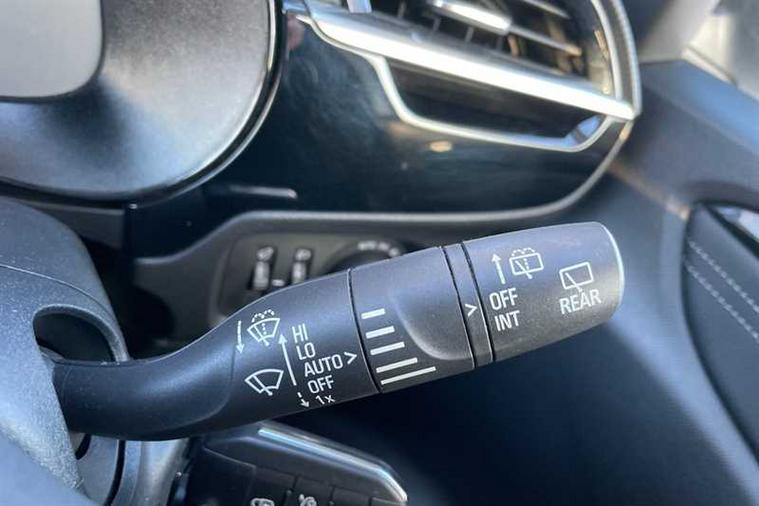 HI
LO
AUTO >
OFF
1x
>
OFF
INT
REAR